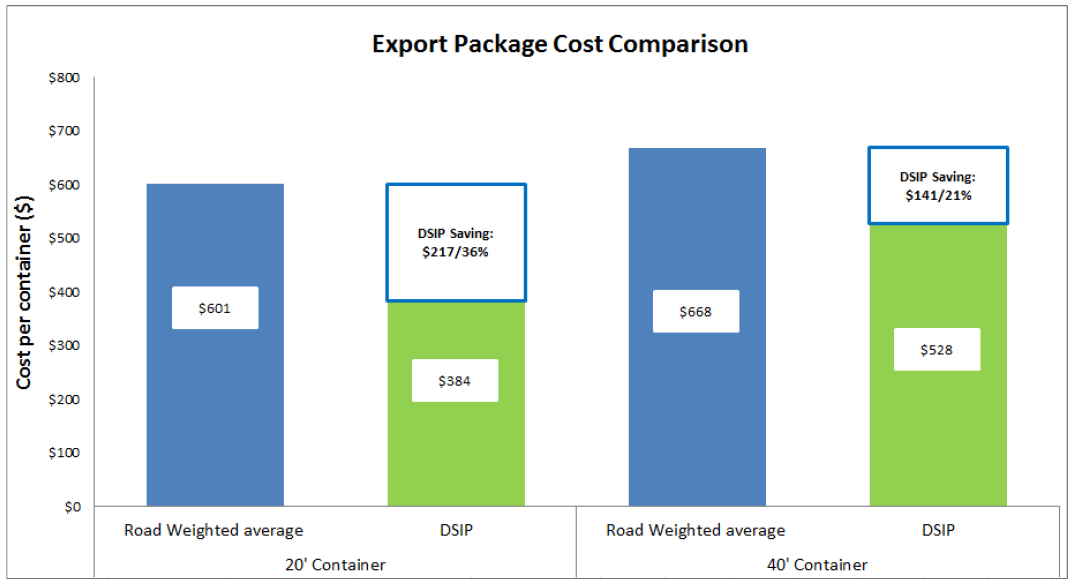 Export Package Cost Comparison
Cost per container ($)
$800
$700
$600
$500
$400
$300
$200
$100
$0
$601
DSIP Saving:
$217/36%
$384
$668
DSIP Saving:
$141/21%
$528
Road Weighted average
DSIP
Road Weighted average
DSIP
20' Container
40' Container